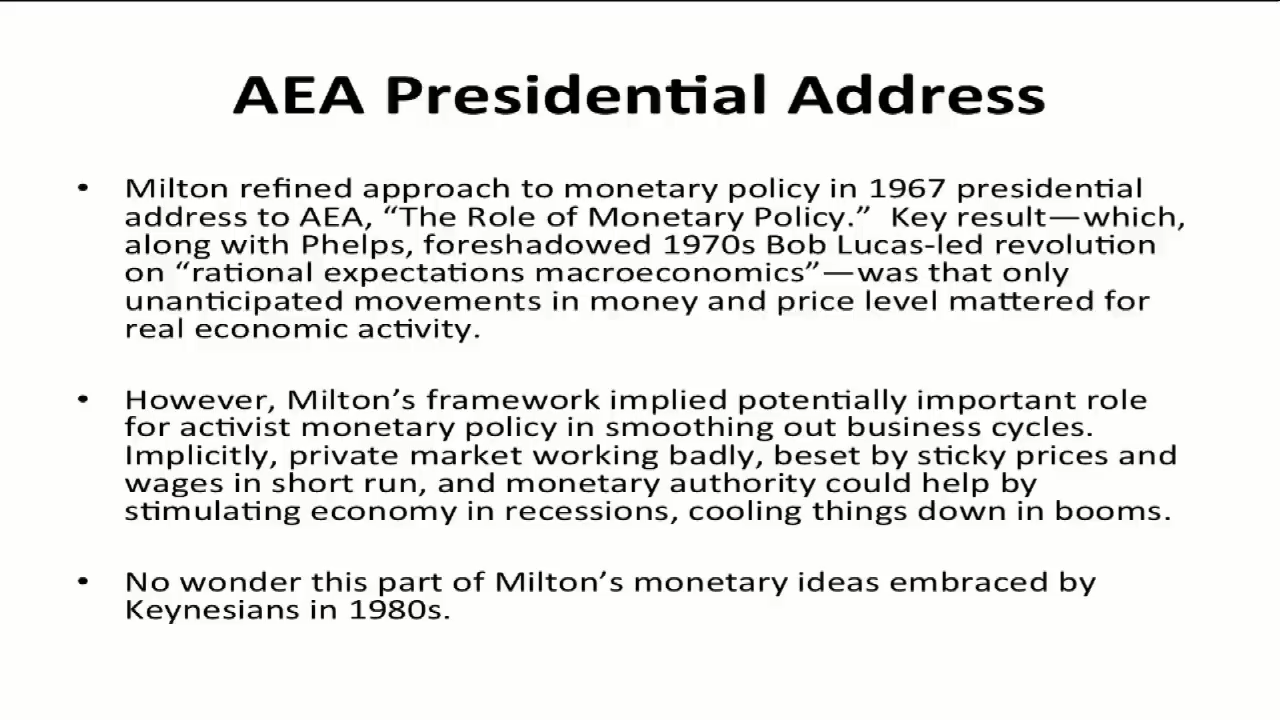 AEA Presidential Address
• Milton refined approach to monetary policy in 1967 presidential
address to AEA, “The Role of Monetary Policy.”  Key result—which,
along with Phelps, foreshadowed 1970s Bob Lucas-led revolution
on “rational expectations macroeconomics”—was that only
unanticipated movements in money and price level mattered for
real economic activity.
• However, Milton’s framework implied potentially important role
for activist monetary policy in smoothing out business cycles.
Implicitly, private market working badly, beset by sticky prices and
wages in short run, and monetary authority could help by
stimulating economy in recessions, cooling things down in booms.
• No wonder this part of Milton’s monetary ideas embraced by
Keynesians in 1980s.